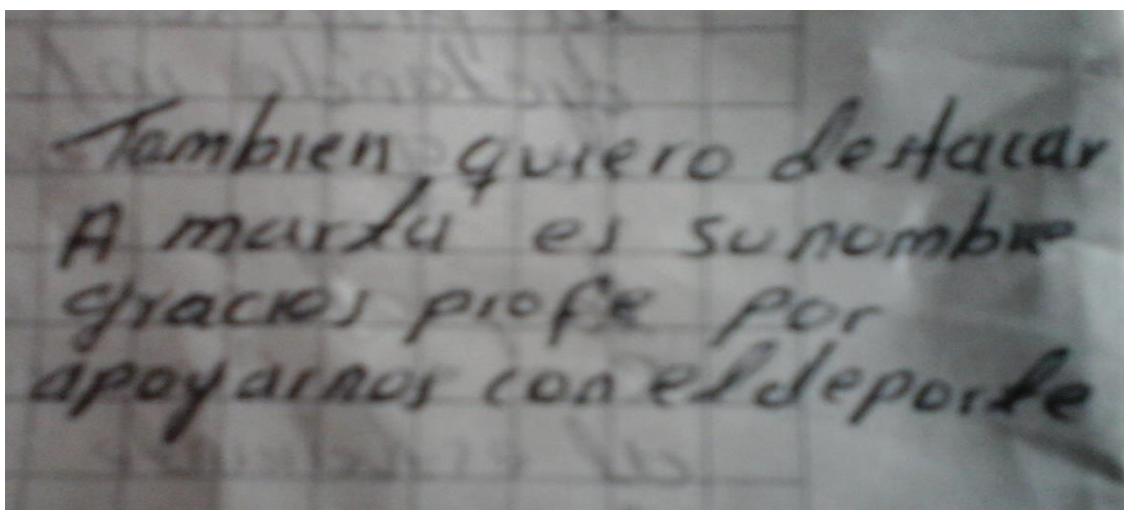 Tambien quiero destacar
A marta es su nombre
gracias profe por
apoyarnos con el deporte